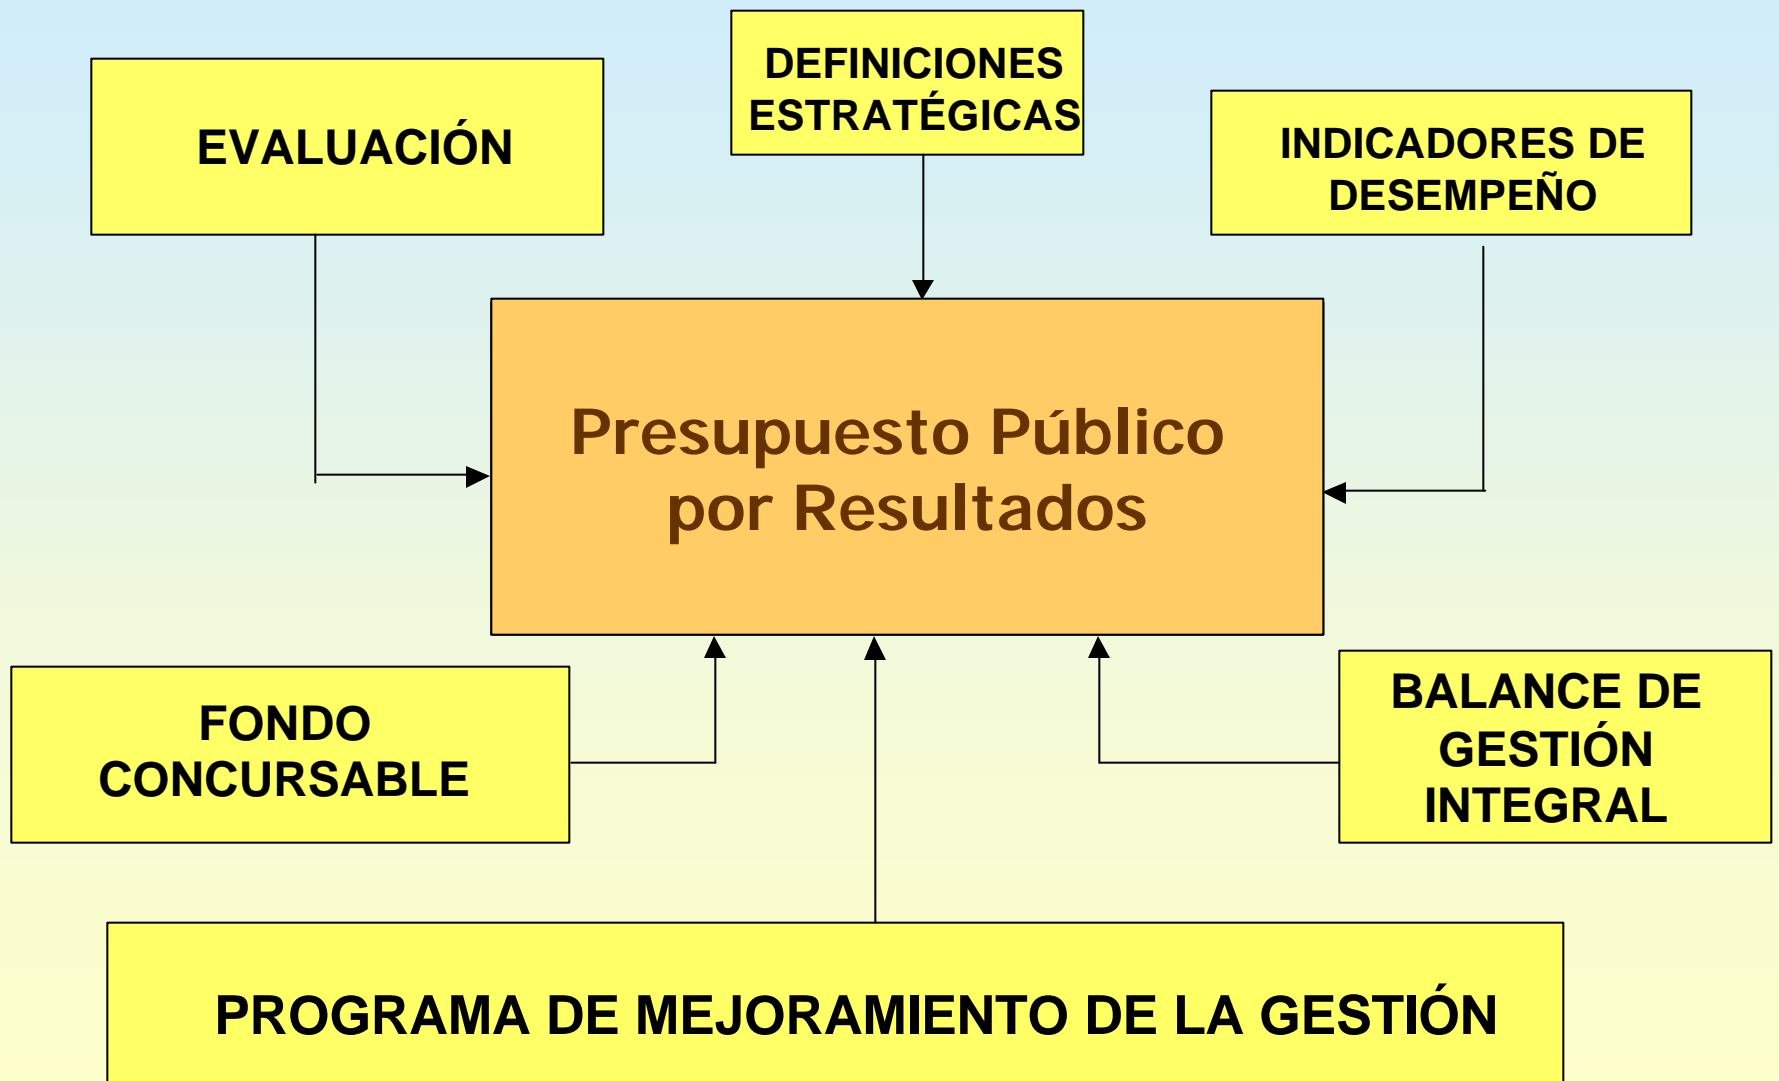 DEFINICIONES
ESTRATÉGICAS
EVALUACIÓN
INDICADORES DE
DESEMPEÑO
Presupuesto Público
por Resultados
FONDO
CONCURSABLE
BALANCE DE
GESTIÓN
INTEGRAL
PROGRAMA DE MEJORAMIENTO DE LA GESTIÓN